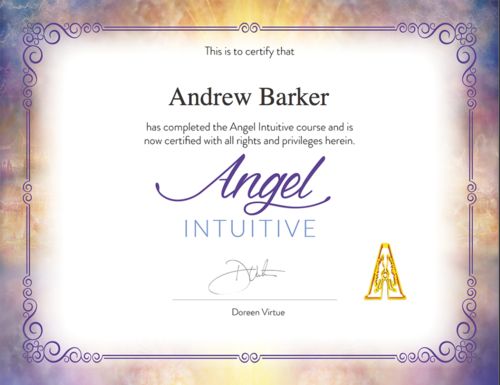 This is to certify that
Andrew Barker
has completed the Angel Intuitive course and is
now certified with all rights and privileges herein.
Angel
INTUITIVE
Doreen Virtue
A